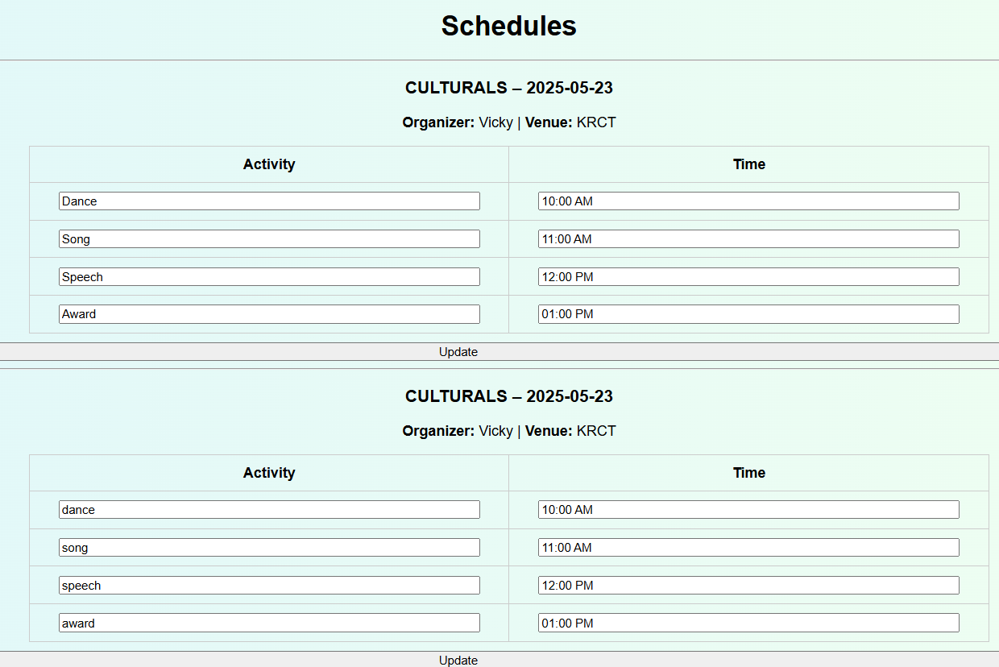 Schedules
CULTURALS – 2025-05-23
Organizer: Vicky | Venue: KRCT
Activity Time
Dance 10:00 AM
Song 11:00 AM
Speech 12:00 PM
Award 01:00 PM
Update
CULTURALS – 2025-05-23
Organizer: Vicky | Venue: KRCT
Activity Time
dance 10:00 AM
song 11:00 AM
speech 12:00 PM
award 01:00 PM
Update